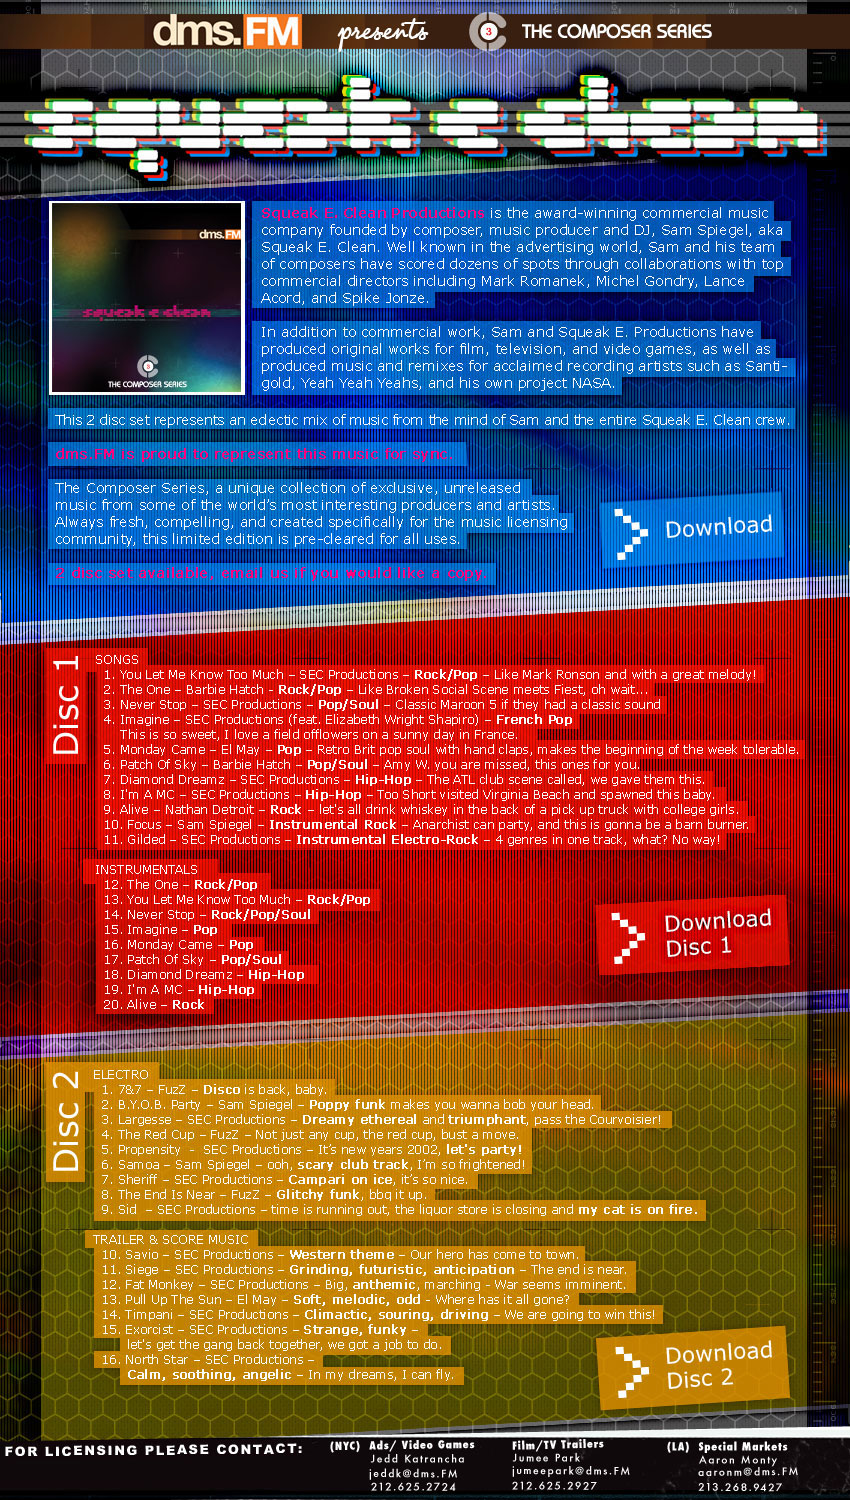 dms.FM presents 3 THE COMPOSER SERIES
squeak e clean
dms.FM
squeak e clean
3
THE COMPOSER SERIES
Squeak E. Clean Productions is the award-winning commercial music
company founded by composer, music producer and DJ, Sam Spiegel, aka
Squeak E. Clean. Well known in the advertising world, Sam and his team
of composers have scored dozens of spots through collaborations with top
commercial directors including Mark Romanek, Michel Gondry, Lance
Acord, and Spike Jonze.
In addition to commercial work, Sam and Squeak E. Productions have
produced original works for film, television, and video games, as well as
produced music and remixes for acclaimed recording artists such as Santi-
gold, Yeah Yeah Yeahs, and his own project NASA.
This 2 disc set represents an eclectic mix of music from the mind of Sam and the entire Squeak E. Clean crew.
dms.FM is proud to represent this music for sync.
The Composer Series, a unique collection of exclusive, unreleased
music from some of the world's most interesting producers and artists.
Always fresh, compelling, and created specifically for the music licensing
community, this limited edition is pre-cleared for all uses.
Download
2 disc set available, email us if you would like a copy.
Disc 1
SONGS
1. You Let Me Know Too Much – SEC Productions – Rock/Pop – Like Mark Ronson and with a great melody!
2. The One – Barbie Hatch - Rock/Pop – Like Broken Social Scene meets Fiest, oh wait...
3. Never Stop – SEC Productions – Pop/Soul – Classic Maroon 5 if they had a classic sound
4. Imagine – SEC Productions (feat. Elizabeth Wright Shapiro) – French Pop
This is so sweet, I love a field offlowers on a sunny day in France.
5. Monday Came – El May – Pop – Retro Brit pop soul with hand claps, makes the beginning of the week tolerable.
6. Patch Of Sky – Barbie Hatch – Pop/Soul – Amy W. you are missed, this ones for you.
7. Diamond Dreamz – SEC Productions – Hip-Hop – The ATL club scene called, we gave them this.
8. I'm A MC – SEC Productions – Hip-Hop – Too Short visited Virginia Beach and spawned this baby.
9. Alive – Nathan Detroit – Rock – let's all drink whiskey in the back of a pick up truck with college girls.
10. Focus – Sam Spiegel – Instrumental Rock – Anarchist can party, and this is gonna be a barn burner.
11. Gilded – SEC Productions – Instrumental Electro-Rock – 4 genres in one track, what? No way!
INSTRUMENTALS
12. The One – Rock/Pop
13. You Let Me Know Too Much – Rock/Pop
14. Never Stop – Rock/Pop/Soul
15. Imagine – Pop
16. Monday Came – Pop
17. Patch Of Sky – Pop/Soul
18. Diamond Dreamz – Hip-Hop
19. I'm A MC – Hip-Hop
20. Alive – Rock
Download
Disc 1
Disc 2
ELECTRO
1. 7&7 – FuzZ – Disco is back, baby.
2. B.Y.O.B. Party – Sam Spiegel – Poppy funk makes you wanna bob your head.
3. Largesse – SEC Productions – Dreamy ethereal and triumphant, pass the Courvoisier!
4. The Red Cup – FuzZ – Not just any cup, the red cup, bust a move.
5. Propensity - SEC Productions – It's new years 2002, let's party!
6. Samoa – Sam Spiegel – ooh, scary club track, I'm so frightened!
7. Sheriff – SEC Productions – Campari on ice, it's so nice.
8. The End Is Near – FuzZ – Glitchy funk, bbq it up.
9. Sid – SEC Productions – time is running out, the liquor store is closing and my cat is on fire.
TRAILER & SCORE MUSIC
10. Savio – SEC Productions – Western theme – Our hero has come to town.
11. Siege – SEC Productions – Grinding, futuristic, anticipation – The end is near.
12. Fat Monkey – SEC Productions – Big, anthemic, marching - War seems imminent.
13. Pull Up The Sun – El May – Soft, melodic, odd - Where has it all gone?
14. Timpani – SEC Productions – Climactic, souring, driving – We are going to win this!
15. Exorcist – SEC Productions – Strange, funky –
let's get the gang back together, we got a job to do.
16. North Star – SEC Productions –
Calm, soothing, angelic – In my dreams, I can fly.
Download
Disc 2
FOR LICENSING PLEASE CONTACT:
(NYC) Ads/ Video Games
Jedd Katrancha
jeddk@dms.FM
212.625.2724
Film/TV Trailers
Jumee Park
jumeepark@dms.FM
212.625.2927
(LA) Special Markets
Aaron Monty
aaronm@dms.FM
213.268.9427